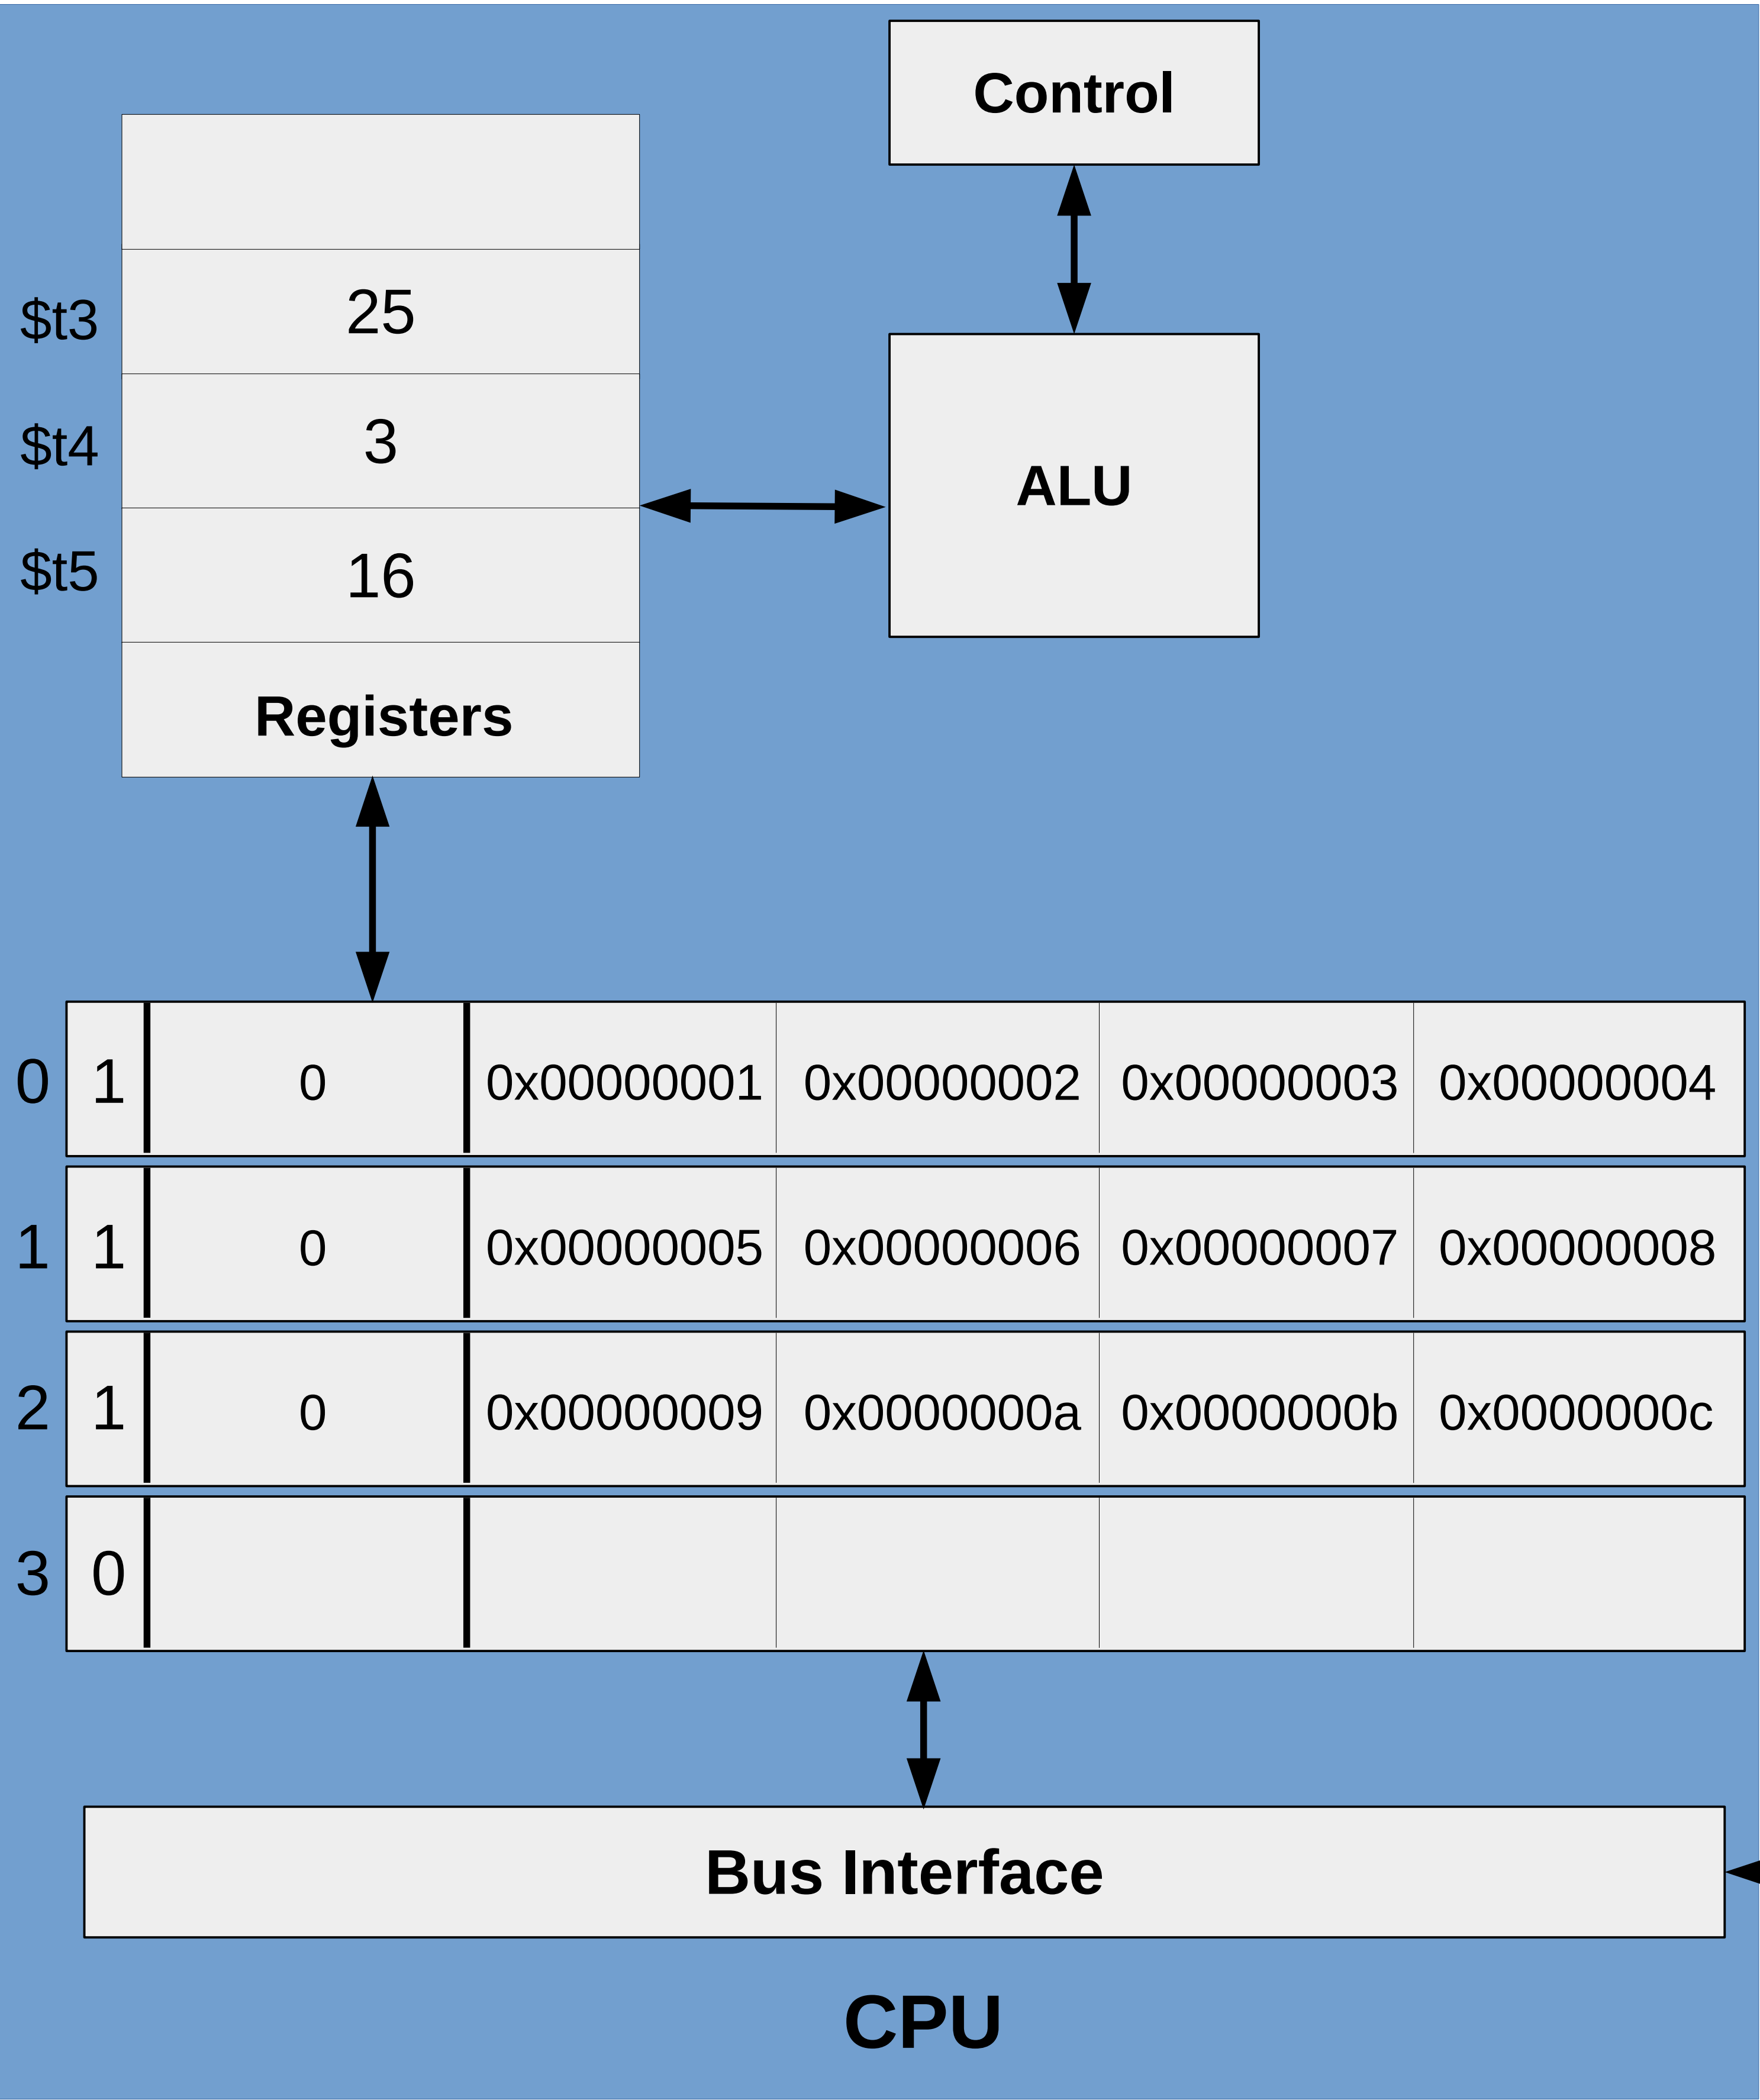 Control
$t3 25
$t4 3
ALU
$t5 16
Registers
0 1 0 0x00000001 0x00000002 0x00000003 0x00000004
1 1 0 0x00000005 0x00000006 0x00000007 0x00000008
2 1 0 0x00000009 0x0000000a 0x0000000b 0x0000000c
3 0
Bus Interface
CPU